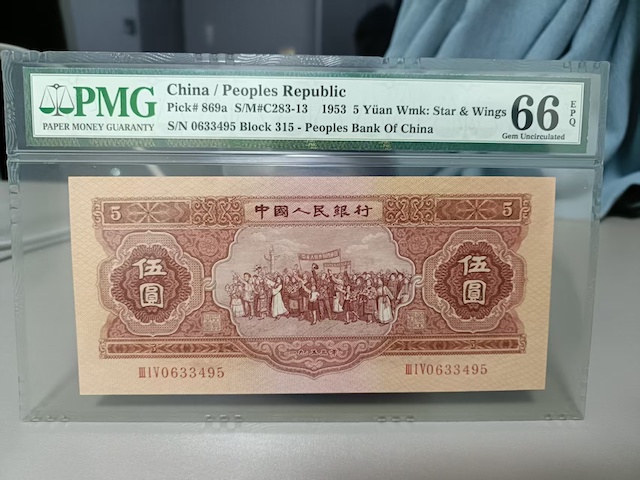 PMG
PAPER MONEY GUARANTY
China / Peoples Republic
Pick# 869a S/M#C283-13 1953 5 Yüan Wmk: Star & Wings
S/N 0633495 Block 315 - Peoples Bank Of China
66 EPQ
Gem Uncirculated
5 中國人民銀行 5
伍圓 伍圓
ⅢⅠⅤ0633495 ⅢⅠⅤ0633495